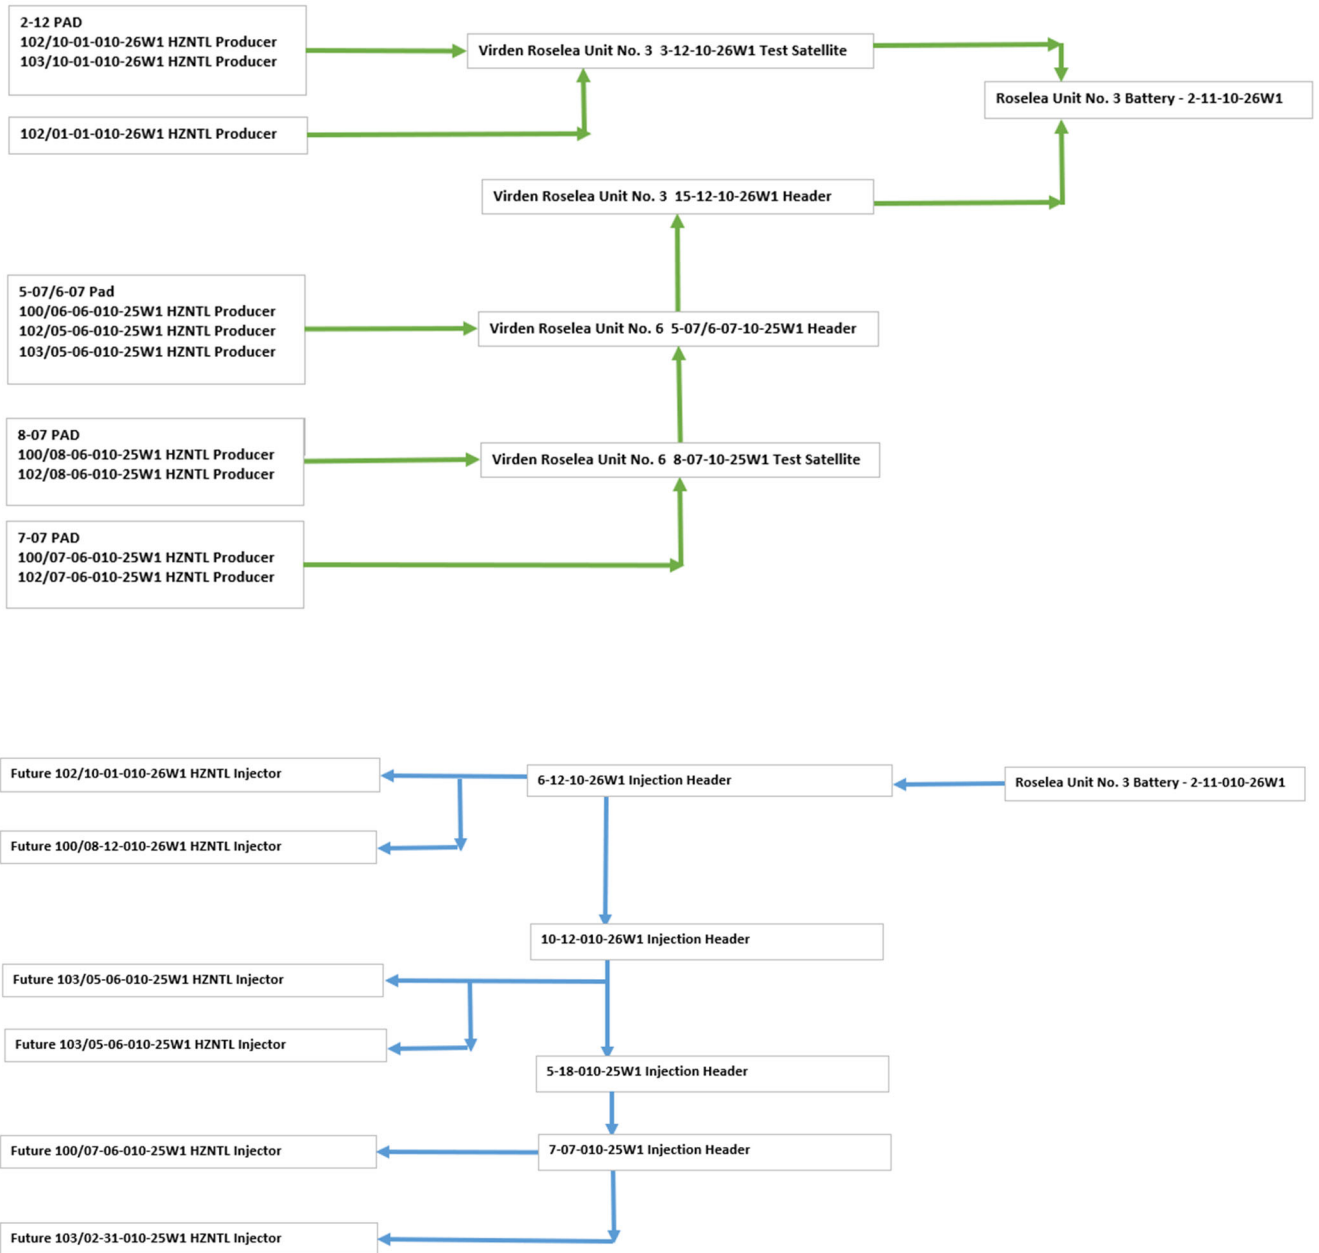 2-12 PAD
102/10-01-010-26W1 HZNTL Producer
103/10-01-010-26W1 HZNTL Producer
Virden Roselea Unit No. 3  3-12-10-26W1 Test Satellite
Roselea Unit No. 3 Battery - 2-11-10-26W1
102/01-01-010-26W1 HZNTL Producer
Virden Roselea Unit No. 3  15-12-10-26W1 Header
5-07/6-07 Pad
100/06-06-010-25W1 HZNTL Producer
102/05-06-010-25W1 HZNTL Producer
103/05-06-010-25W1 HZNTL Producer
Virden Roselea Unit No. 6  5-07/6-07-10-25W1 Header
8-07 PAD
100/08-06-010-25W1 HZNTL Producer
102/08-06-010-25W1 HZNTL Producer
Virden Roselea Unit No. 6  8-07-10-25W1 Test Satellite
7-07 PAD
100/07-06-010-25W1 HZNTL Producer
102/07-06-010-25W1 HZNTL Producer
Future 102/10-01-010-26W1 HZNTL Injector
6-12-10-26W1 Injection Header
Roselea Unit No. 3 Battery - 2-11-010-26W1
Future 100/08-12-010-26W1 HZNTL Injector
10-12-010-26W1 Injection Header
Future 103/05-06-010-25W1 HZNTL Injector
Future 103/05-06-010-25W1 HZNTL Injector
5-18-010-25W1 Injection Header
Future 100/07-06-010-25W1 HZNTL Injector
7-07-010-25W1 Injection Header
Future 103/02-31-010-25W1 HZNTL Injector